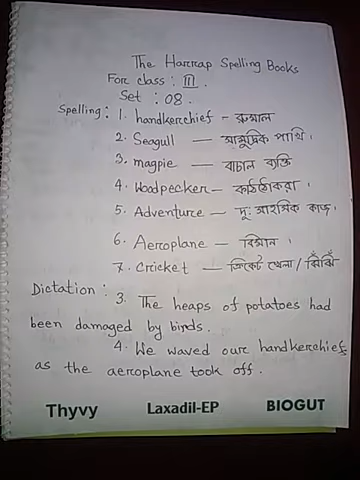 The Harrap Spelling Books
For class : III.
Set : 08.
Spelling : 1. handkerchief - রুমাল
2. Seagull — সামুদ্রিক পাখি।
3. magpie — বাচাল ব্যক্তি
4. Woodpecker - কাঠঠোকরা।
5. Adventure — দুঃসাহসিক কাজ।
6. Aeroplane — বিমান।
7. Cricket — ক্রিকেট খেলা / ঝিঁঝিঁ
Dictation : 3. The heaps of potatoes had
been damaged by birds.
4. We waved our handkerchiefs
as the aeroplane took off.
Thyvy Laxadil-EP BIOGUT